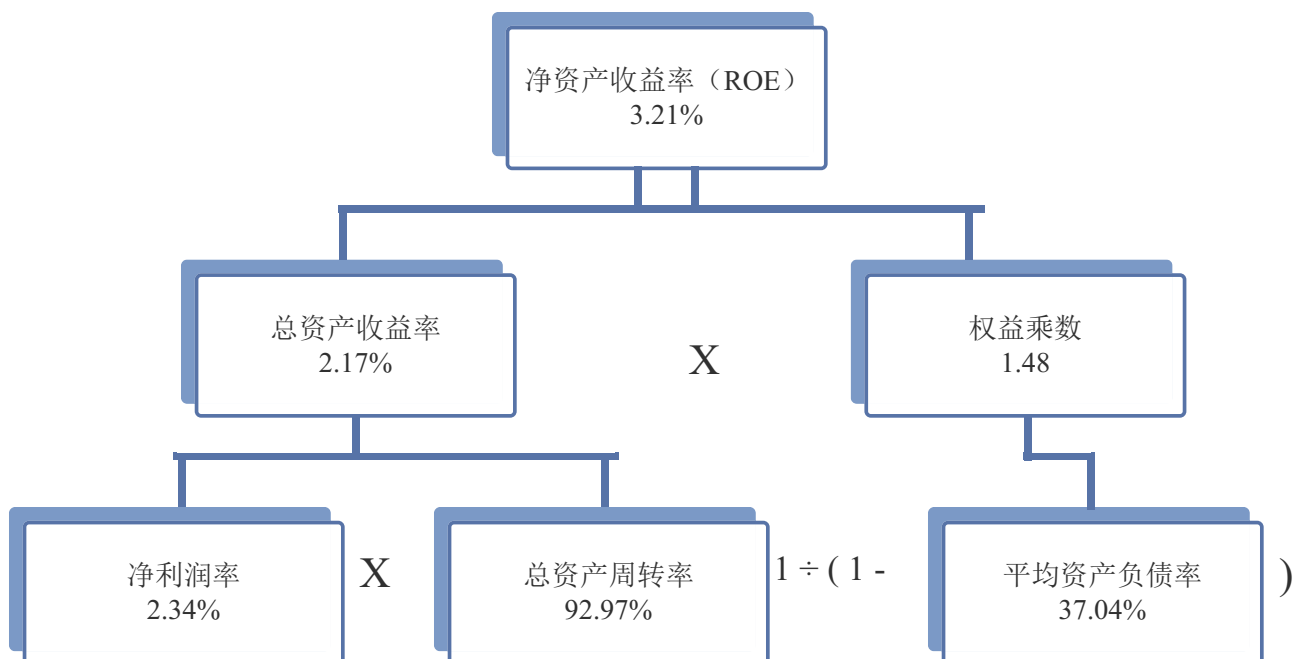 净资产收益率（ROE）
3.21%
总资产收益率
2.17%
X
权益乘数
1.48
净利润率
2.34%
X
总资产周转率
92.97%
1 ÷ ( 1 -
平均资产负债率
37.04%
)